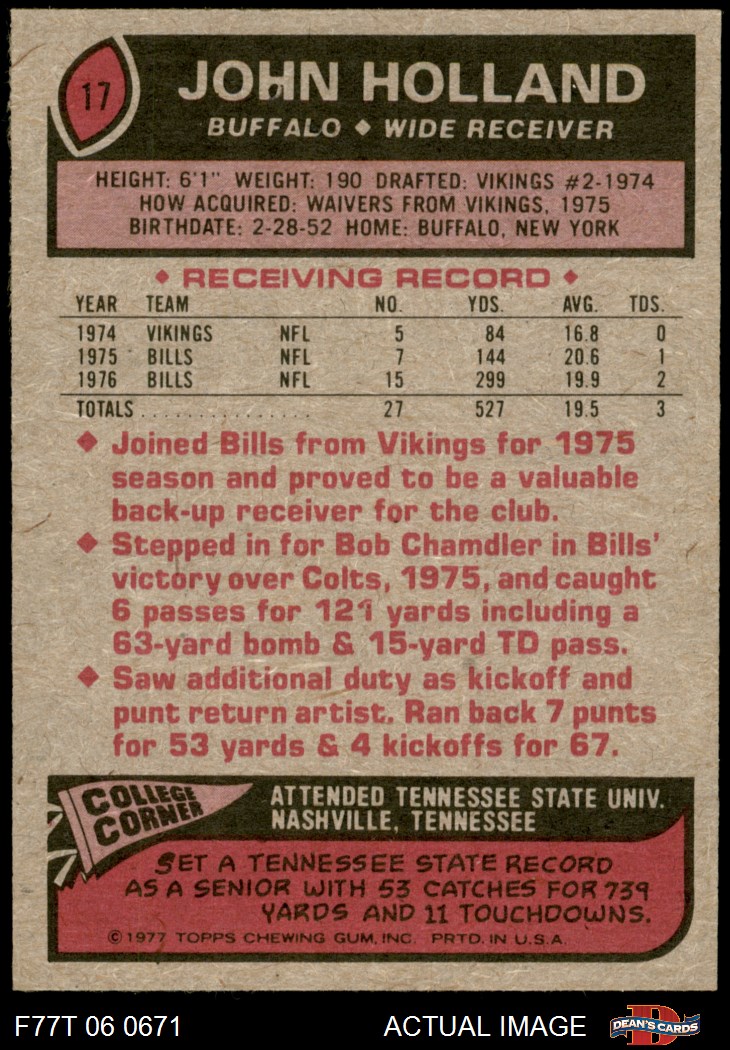 17
JOHN HOLLAND
BUFFALO ◆ WIDE RECEIVER
HEIGHT: 6'1" WEIGHT: 190 DRAFTED: VIKINGS #2-1974
HOW ACQUIRED: WAIVERS FROM VIKINGS, 1975
BIRTHDATE: 2-28-52 HOME: BUFFALO, NEW YORK
◆ RECEIVING RECORD ◆
YEAR TEAM NO. YDS. AVG. TDS.
1974 VIKINGS NFL 5 84 16.8 0
1975 BILLS NFL 7 144 20.6 1
1976 BILLS NFL 15 299 19.9 2
TOTALS................ 27 527 19.5 3
◆ Joined Bills from Vikings for 1975
season and proved to be a valuable
back-up receiver for the club.
◆ Stepped in for Bob Chamdler in Bills'
victory over Colts, 1975, and caught
6 passes for 121 yards including a
63-yard bomb & 15-yard TD pass.
◆ Saw additional duty as kickoff and
punt return artist. Ran back 7 punts
for 53 yards & 4 kickoffs for 67.
COLLEGE
CORNER
ATTENDED TENNESSEE STATE UNIV.
NASHVILLE, TENNESSEE
SET A TENNESSEE STATE RECORD
AS A SENIOR WITH 53 CATCHES FOR 739
YARDS AND 11 TOUCHDOWNS.
©1977 TOPPS CHEWING GUM, INC. PRTD. IN U.S.A.
F77T 06 0671 ACTUAL IMAGE D DEAN'S CARDS